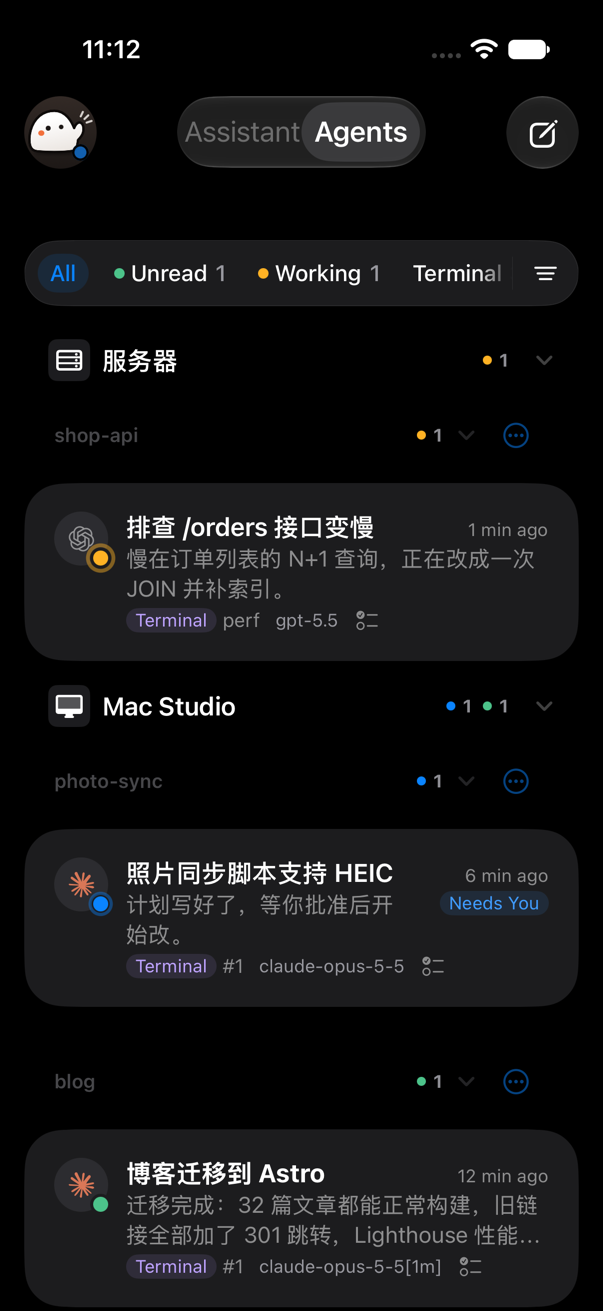 11:12
Assistant Agents
All Unread 1 Working 1 Terminal
服务器 1
shop-api 1
排查 /orders 接口变慢 1 min ago
慢在订单列表的 N+1 查询，正在改成一次
JOIN 并补索引。
Terminal perf gpt-5.5
Mac Studio 1 1
photo-sync 1
照片同步脚本支持 HEIC 6 min ago
计划写好了，等你批准后开 Needs You
始改。
Terminal #1 claude-opus-5-5
blog 1
博客迁移到 Astro 12 min ago
迁移完成：32 篇文章都能正常构建，旧链
接全部加了 301 跳转，Lighthouse 性能…
Terminal #1 claude-opus-5-5[1m]